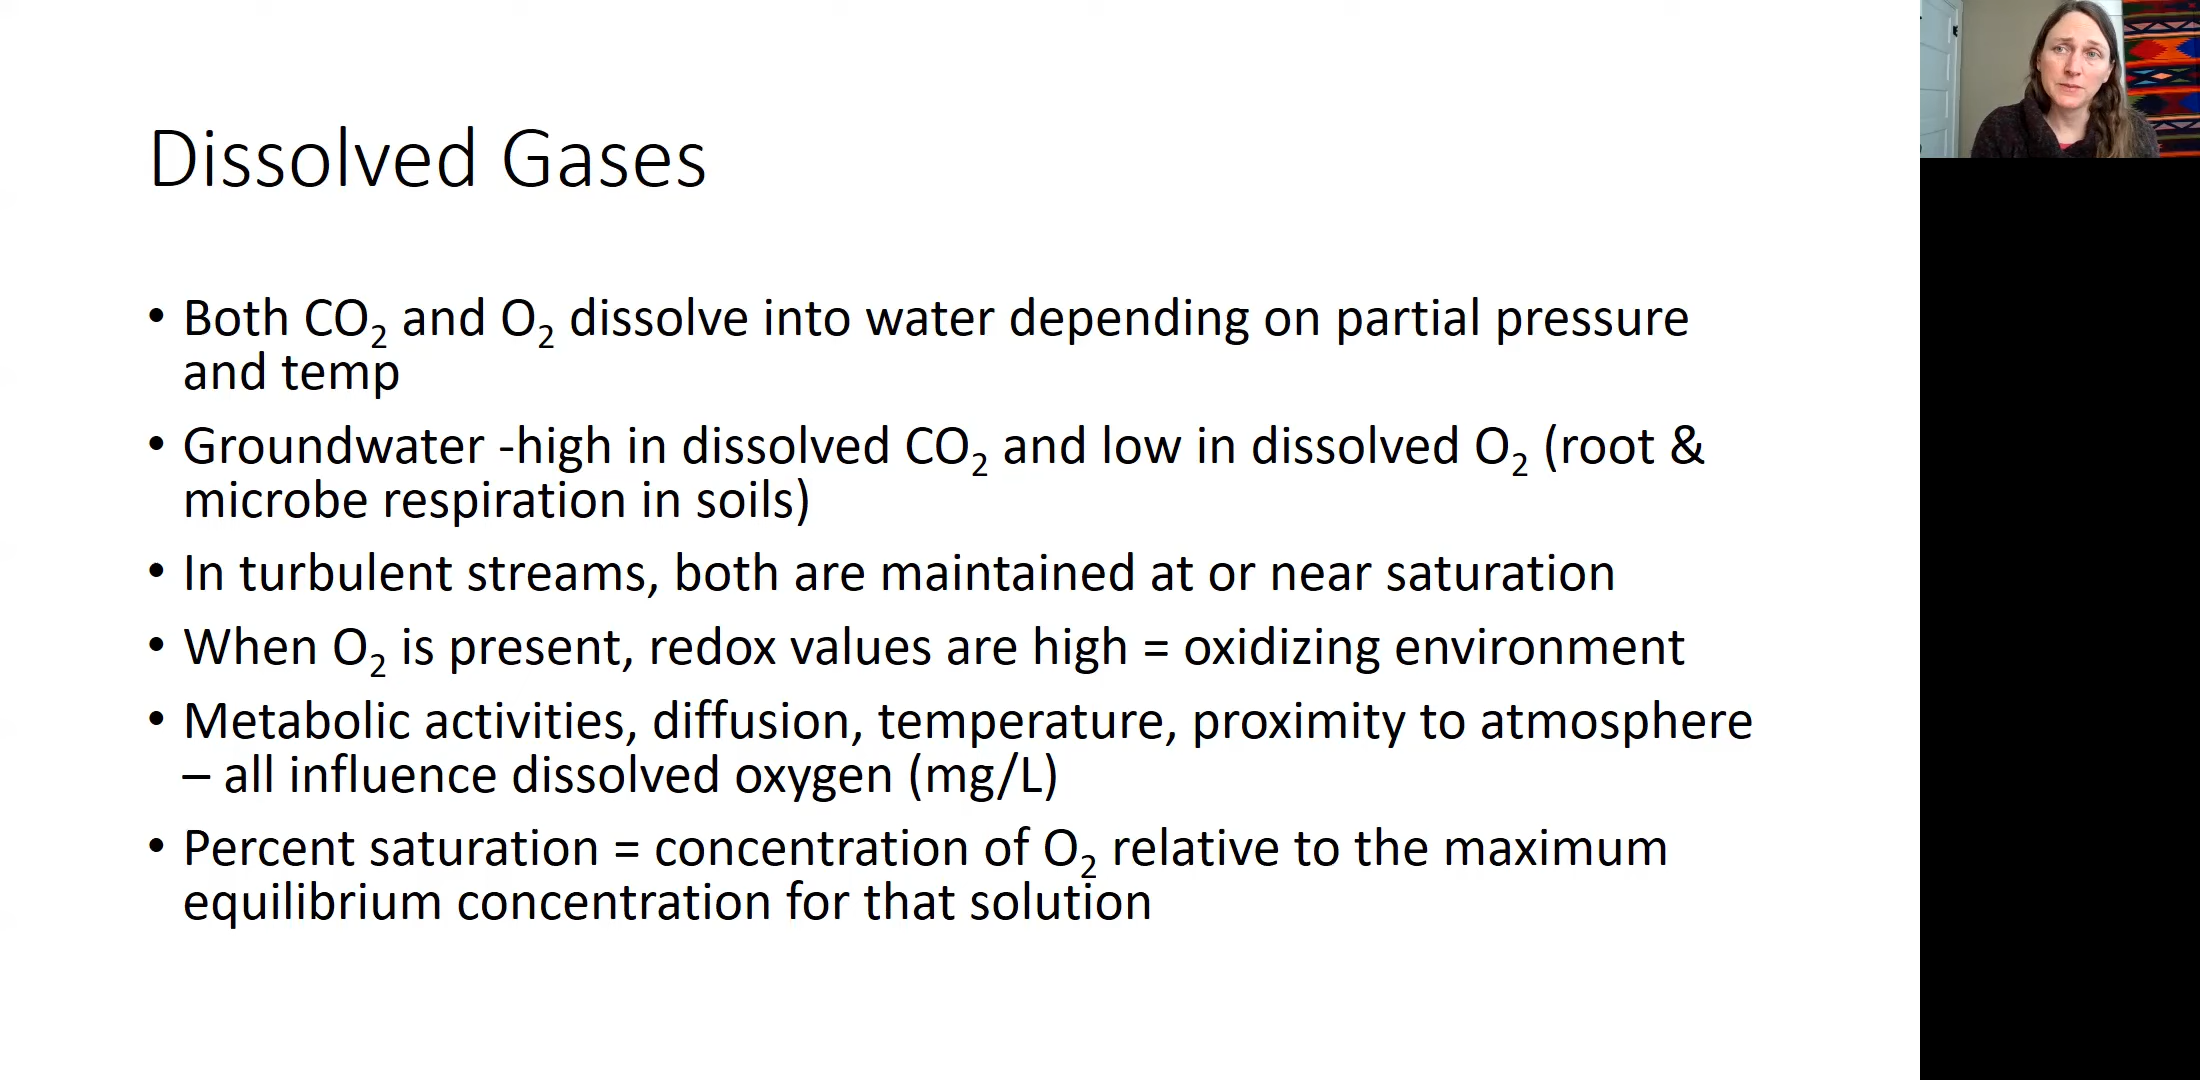 Dissolved Gases
• Both CO₂ and O₂ dissolve into water depending on partial pressure
and temp
• Groundwater -high in dissolved CO₂ and low in dissolved O₂ (root &
microbe respiration in soils)
• In turbulent streams, both are maintained at or near saturation
• When O₂ is present, redox values are high = oxidizing environment
• Metabolic activities, diffusion, temperature, proximity to atmosphere
– all influence dissolved oxygen (mg/L)
• Percent saturation = concentration of O₂ relative to the maximum
equilibrium concentration for that solution